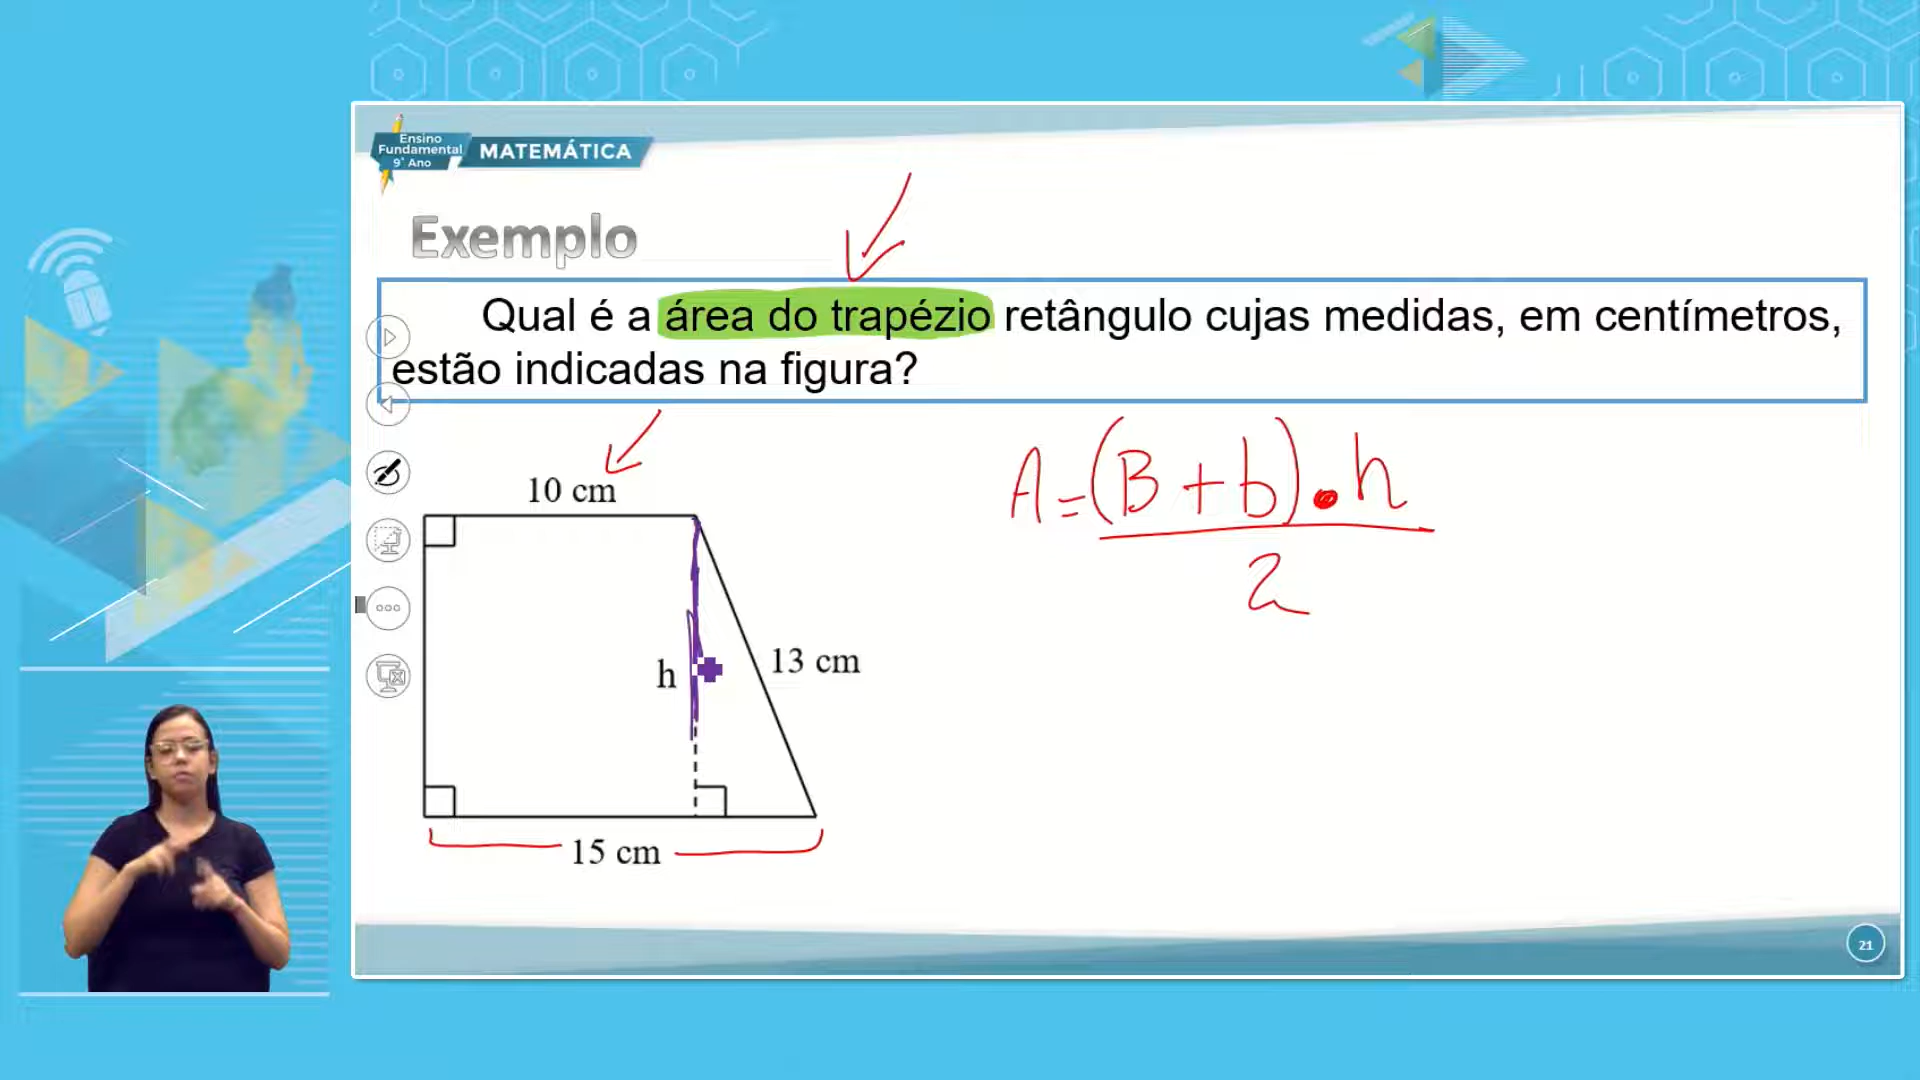 Ensino
Fundamental
9° Ano
MATEMÁTICA
Exemplo
Qual é a área do trapézio retângulo cujas medidas, em centímetros,
estão indicadas na figura?
10 cm
A = (B + b) . h
2
h
13 cm
15 cm
21